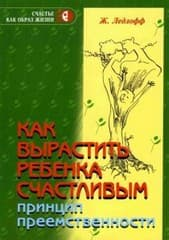 СЧАСТЬЕ
КАК ОБРАЗ ЖИЗНИ
Ж. Ледлофф
КАК
ВЫРАСТИТЬ
РЕБЕНКА
СЧАСТЛИВЫМ
принцип
преемственности